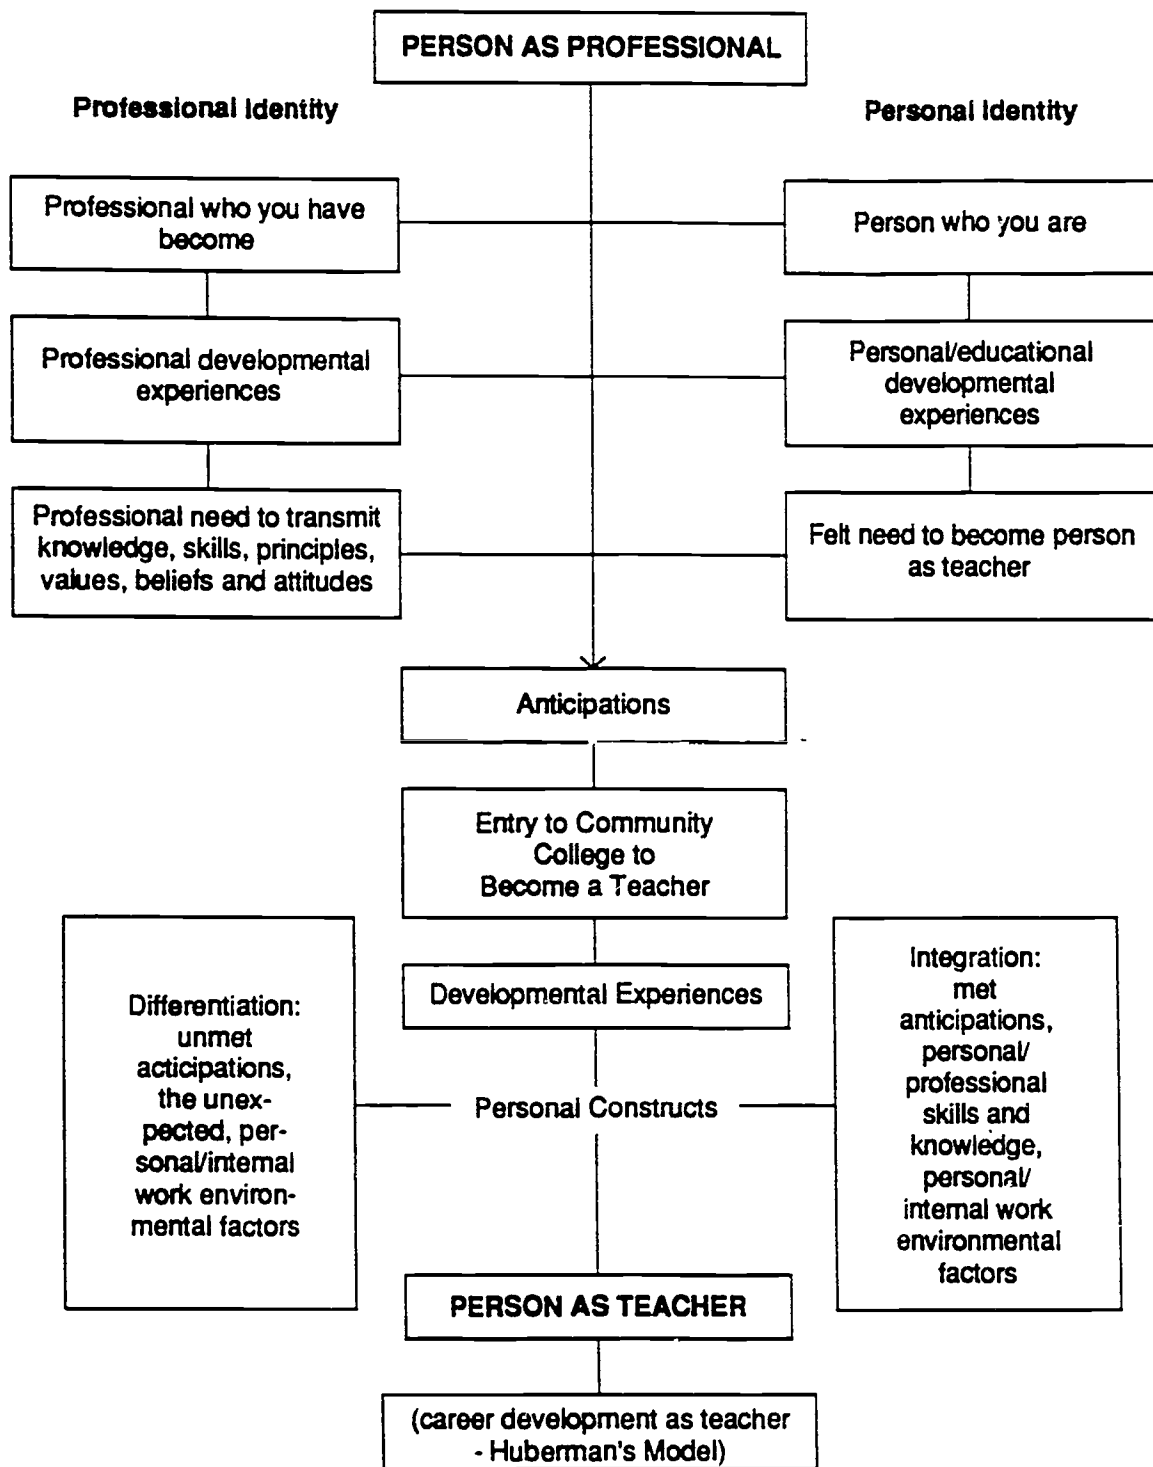 PERSON AS PROFESSIONAL
Professional Identity
Personal Identity
Professional who you have
become
Person who you are
Professional developmental
experiences
Personal/educational
developmental
experiences
Professional need to transmit
knowledge, skills, principles,
values, beliefs and attitudes
Felt need to become person
as teacher
Anticipations
Entry to Community
College to
Become a Teacher
Developmental Experiences
Differentiation:
unmet
acticipations,
the unex-
pected, per-
sonal/internal
work environ-
mental factors
Personal Constructs
Integration:
met
anticipations,
personal/
professional
skills and
knowledge,
personal/
internal work
environmental
factors
PERSON AS TEACHER
(career development as teacher
- Huberman's Model)